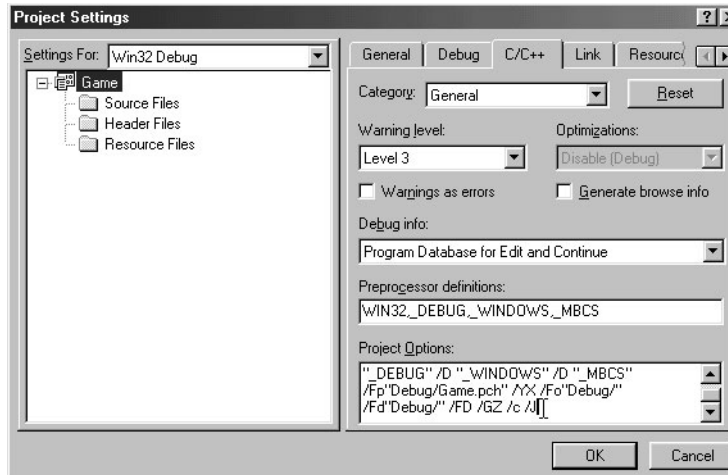 Project Settings
Settings For: Win32 Debug
Game
Source Files
Header Files
Resource Files
General Debug C/C++ Link
Category: General Reset
Warning level: Optimizations:
Level 3 Disable (Debug)
Warnings as errors Generate browse info
Debug info:
Program Database for Edit and Continue
Preprocessor definitions:
WIN32,_DEBUG,_WINDOWS,_MBCS
Project Options:
"_DEBUG" /D "_WINDOWS" /D "_MBCS"
/Fp"Debug/Game.pch" /YX /Fo"Debug/"
/Fd"Debug/" /FD /GZ /c /J
OK Cancel